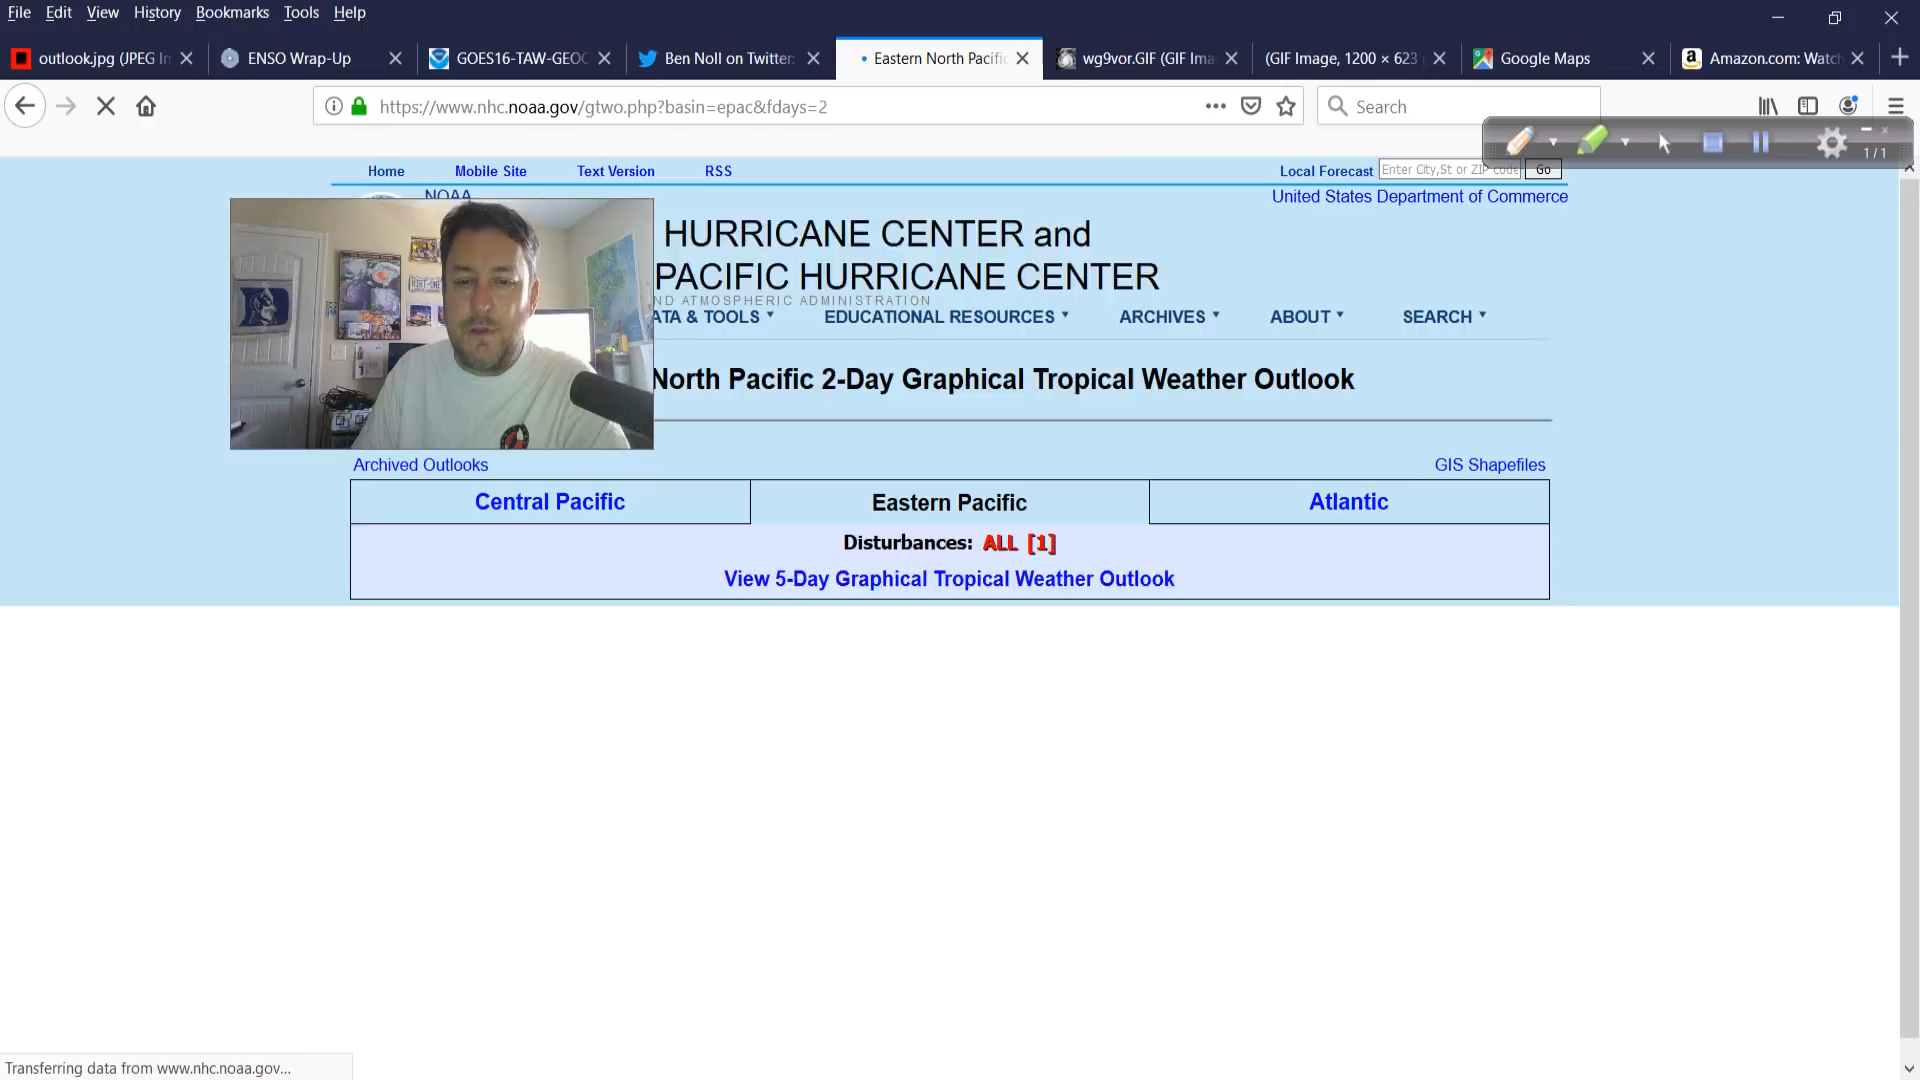 File Edit View History Bookmarks Tools Help
outlook.jpg (JPEG Im
ENSO Wrap-Up
GOES16-TAW-GEOC
Ben Noll on Twitter:
Eastern North Pacific
wg9vor.GIF (GIF Ima
(GIF Image, 1200 × 623
Google Maps
Amazon.com: Watch
https://www.nhc.noaa.gov/gtwo.php?basin=epac&fdays=2
Search
1/1
Home Mobile Site Text Version RSS
Local Forecast Enter City,St or ZIP code Go
NOAA
United States Department of Commerce
HURRICANE CENTER and
PACIFIC HURRICANE CENTER
ND ATMOSPHERIC ADMINISTRATION
ATA & TOOLS EDUCATIONAL RESOURCES ARCHIVES ABOUT SEARCH
North Pacific 2-Day Graphical Tropical Weather Outlook
Archived Outlooks
GIS Shapefiles
Central Pacific Eastern Pacific Atlantic
Disturbances: ALL [1]
View 5-Day Graphical Tropical Weather Outlook
Transferring data from www.nhc.noaa.gov...